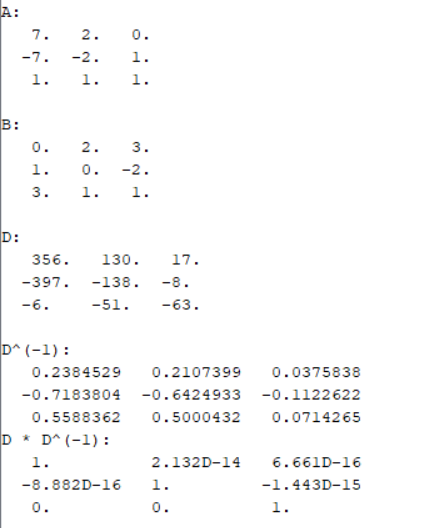 A:
7. 2. 0.
-7. -2. 1.
1. 1. 1.
B:
0. 2. 3.
1. 0. -2.
3. 1. 1.
D:
356. 130. 17.
-397. -138. -8.
-6. -51. -63.
D^(-1):
0.2384529 0.2107399 0.0375838
-0.7183804 -0.6424933 -0.1122622
0.5588362 0.5000432 0.0714265
D * D^(-1):
1. 2.132D-14 6.661D-16
-8.882D-16 1. -1.443D-15
0. 0. 1.